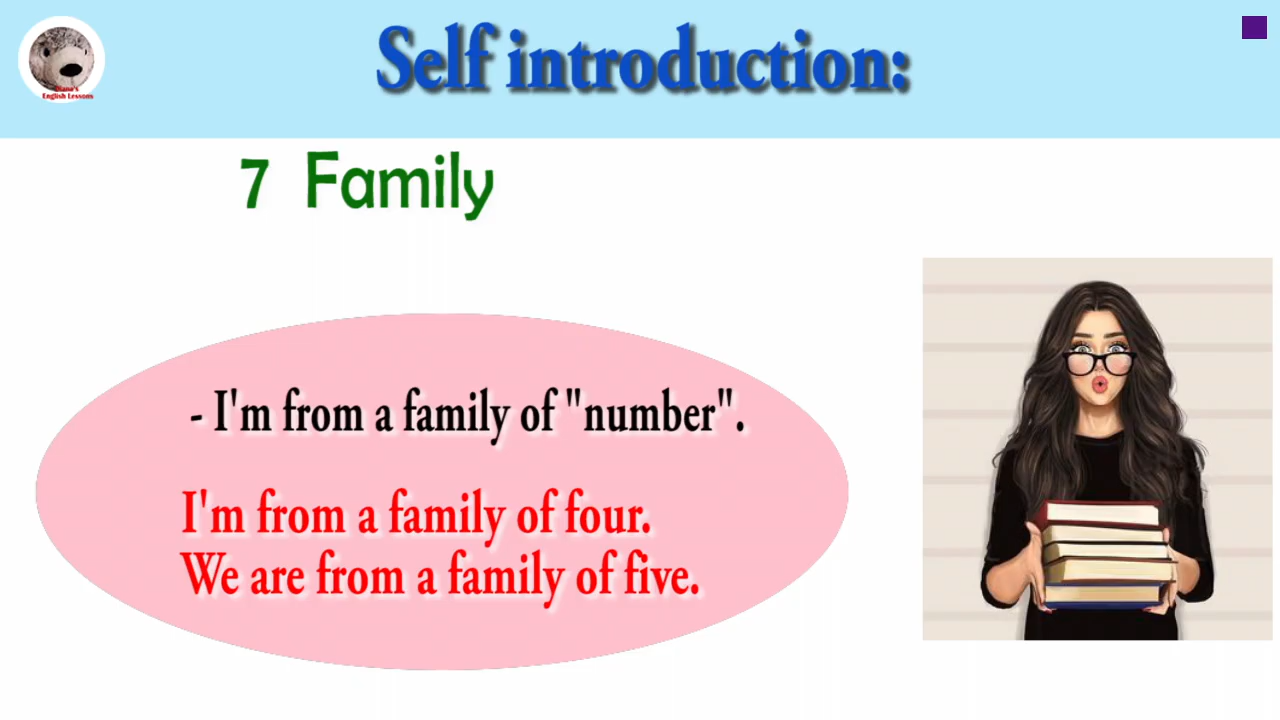 Self introduction:
Diana's
English Lessons
7 Family
- I'm from a family of "number".
I'm from a family of four.
We are from a family of five.